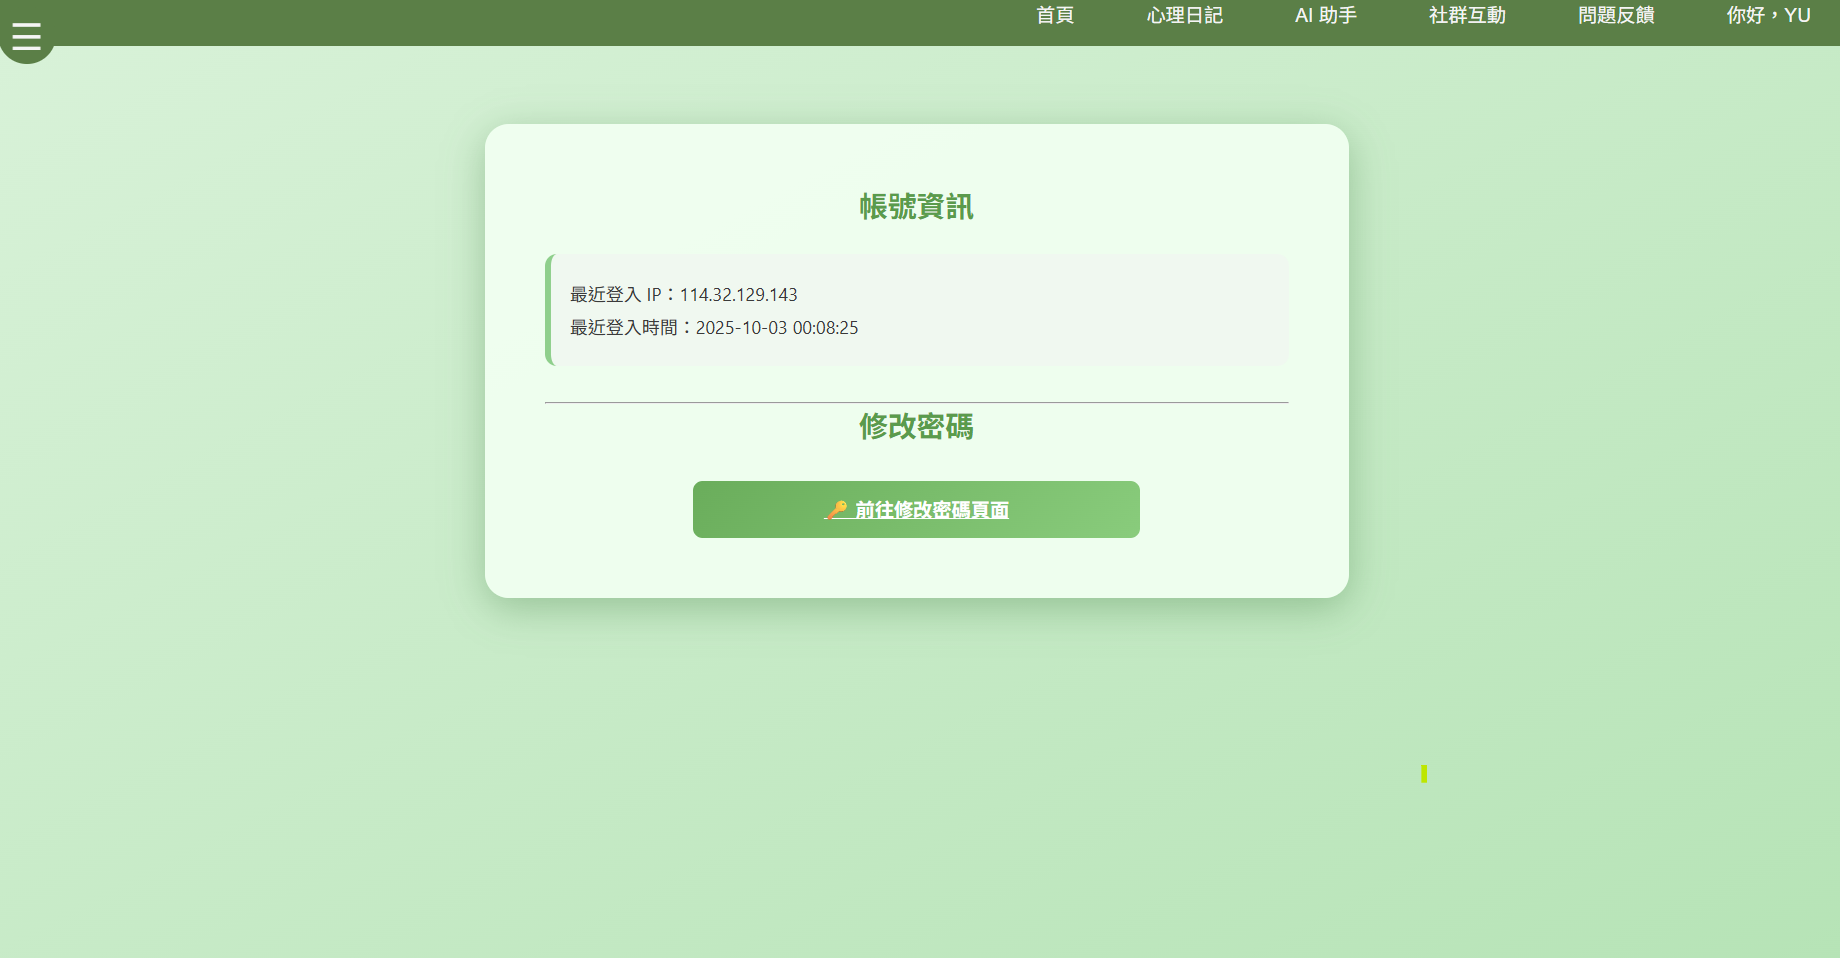 首頁 心理日記 AI 助手 社群互動 問題反饋 你好，YU
帳號資訊
最近登入 IP：114.32.129.143
最近登入時間：2025-10-03 00:08:25
修改密碼
🔑 前往修改密碼頁面